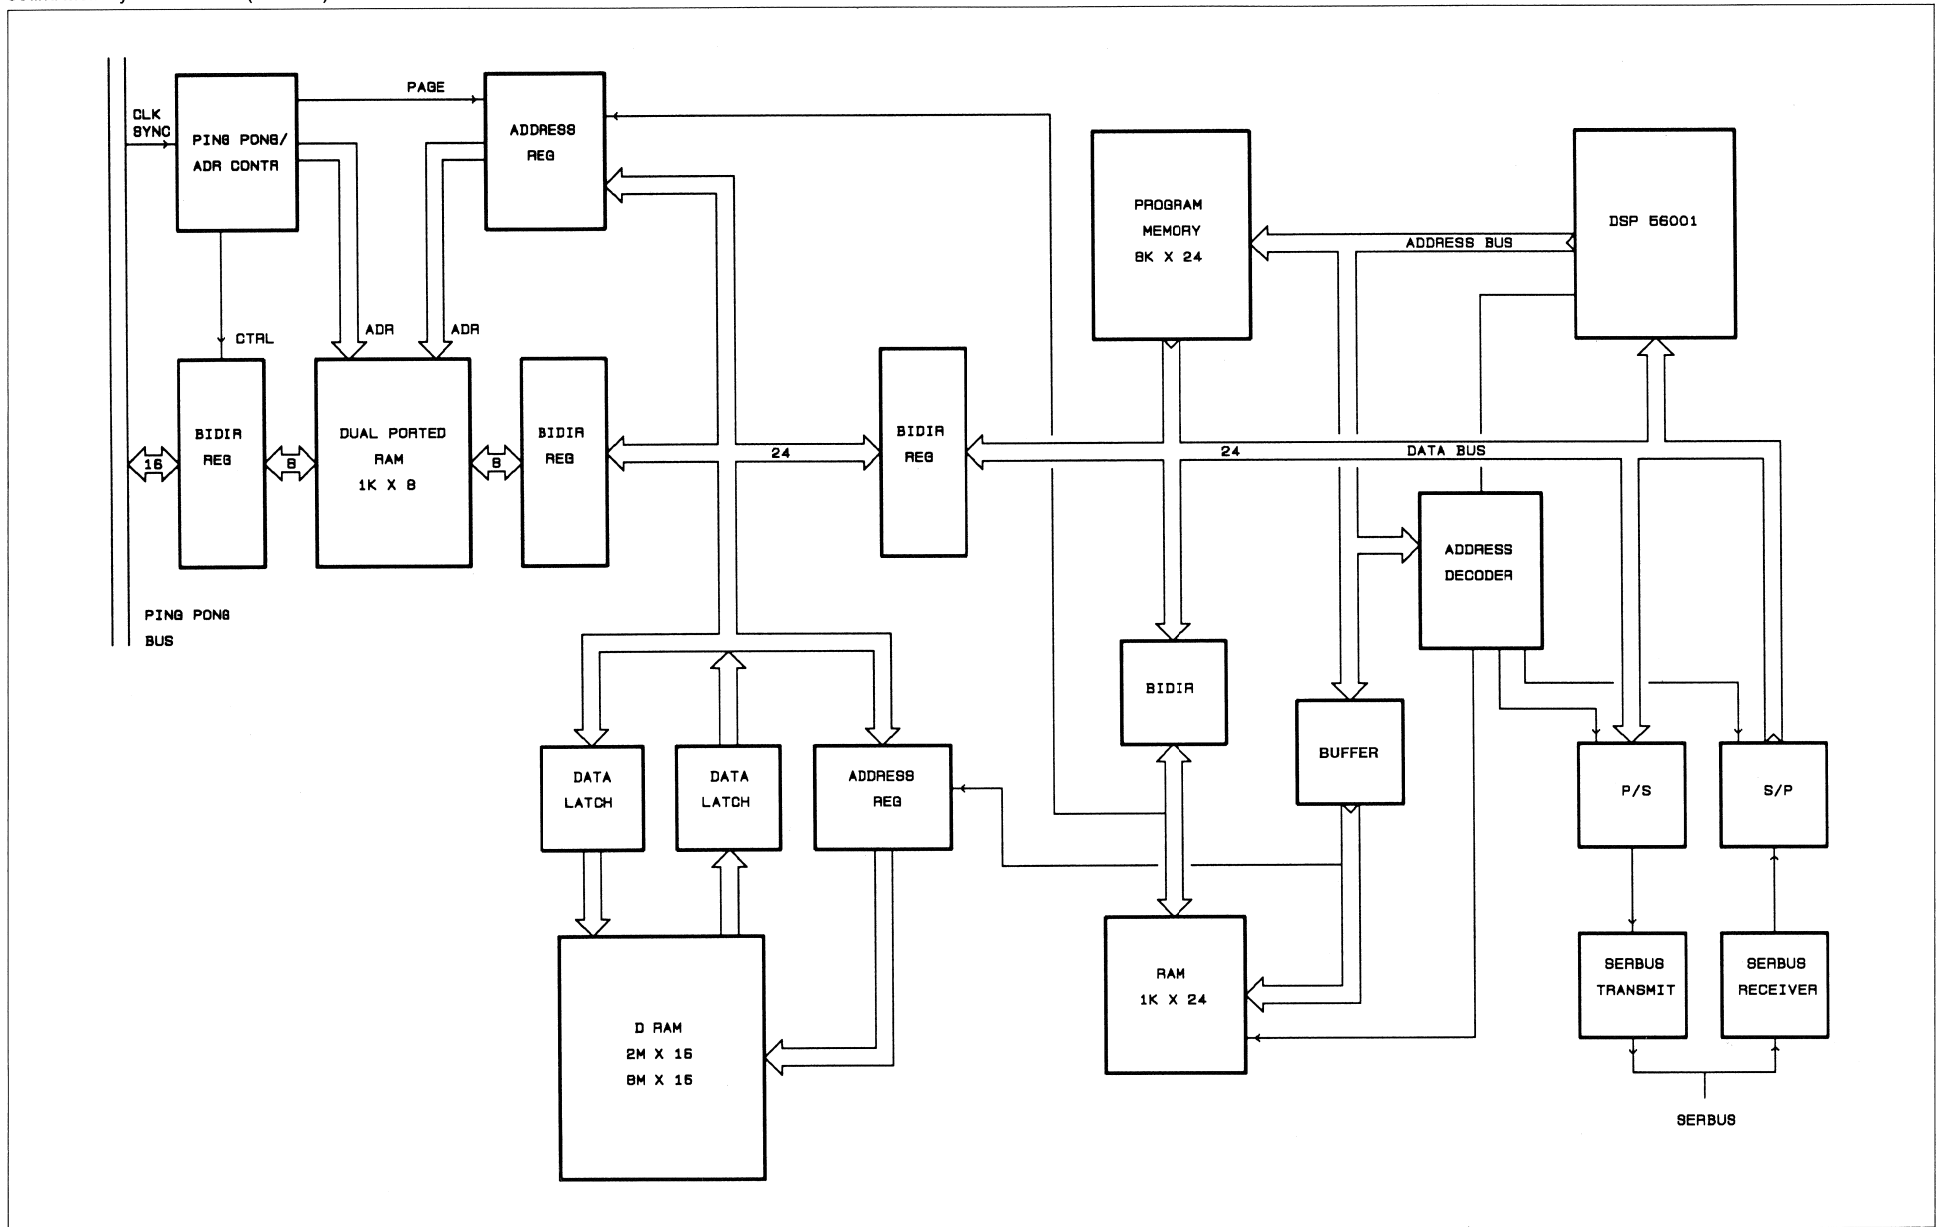 PAGE
CLK
SYNC
PING PONG/
ADR CONTR
ADDRESS
REG
PROGRAM
MEMORY
8K X 24
DSP 56001
ADDRESS BUS
CTRL
ADR
ADR
BIDIR
REG
DUAL PORTED
RAM
1K X 8
BIDIR
REG
BIDIR
REG
16
8
8
24
24
DATA BUS
ADDRESS
DECODER
PING PONG
BUS
BIDIR
BUFFER
DATA
LATCH
DATA
LATCH
ADDRESS
REG
P/S
S/P
RAM
1K X 24
SERBUS
TRANSMIT
SERBUS
RECEIVER
D RAM
2M X 16
8M X 16
SERBUS